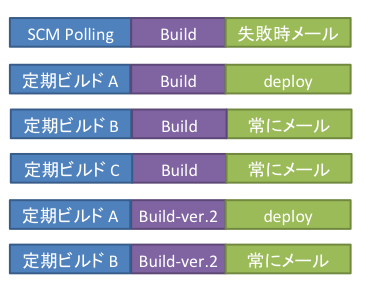 SCM Polling Build 失敗時メール
定期ビルド A Build deploy
定期ビルド B Build 常にメール
定期ビルド C Build 常にメール
定期ビルド A Build-ver.2 deploy
定期ビルド B Build-ver.2 常にメール